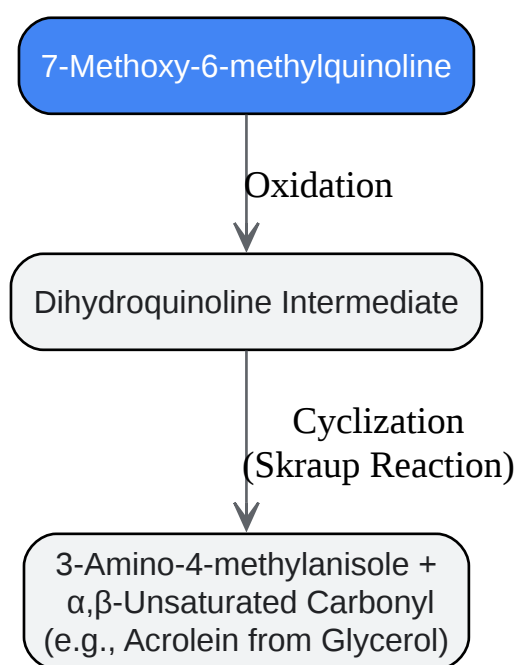 7-Methoxy-6-methylquinoline
Oxidation
Dihydroquinoline Intermediate
Cyclization
(Skraup Reaction)
3-Amino-4-methylanisole +
α,β-Unsaturated Carbonyl
(e.g., Acrolein from Glycerol)